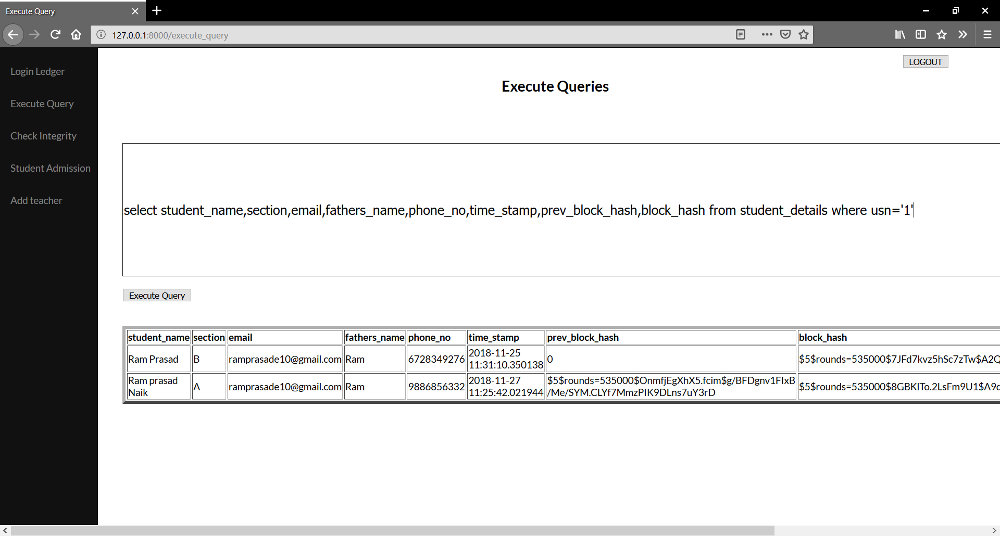 Execute Query
127.0.0.1:8000/execute_query
Login Ledger
Execute Query
Check Integrity
Student Admission
Add teacher
LOGOUT
Execute Queries
select student_name,section,email,fathers_name,phone_no,time_stamp,prev_block_hash,block_hash from student_details where usn='1'
Execute Query
student_name section email fathers_name phone_no time_stamp prev_block_hash block_hash
Ram Prasad B ramprasade10@gmail.com Ram 6728349276 2018-11-25 11:31:10.350138 0 $5$rounds=535000$7JFd7kvz5hSc7zTw$A2Q
Ram prasad Naik A ramprasade10@gmail.com Ram 9886856332 2018-11-27 11:25:42.021944 $5$rounds=535000$OnmfjEgXhX5.fcim$g/BFDgnv1FIxB/Me/SYM.CLYf7MmzPIK9DLns7uY3rD $5$rounds=535000$8GBKITo.2LsFm9U1$A9